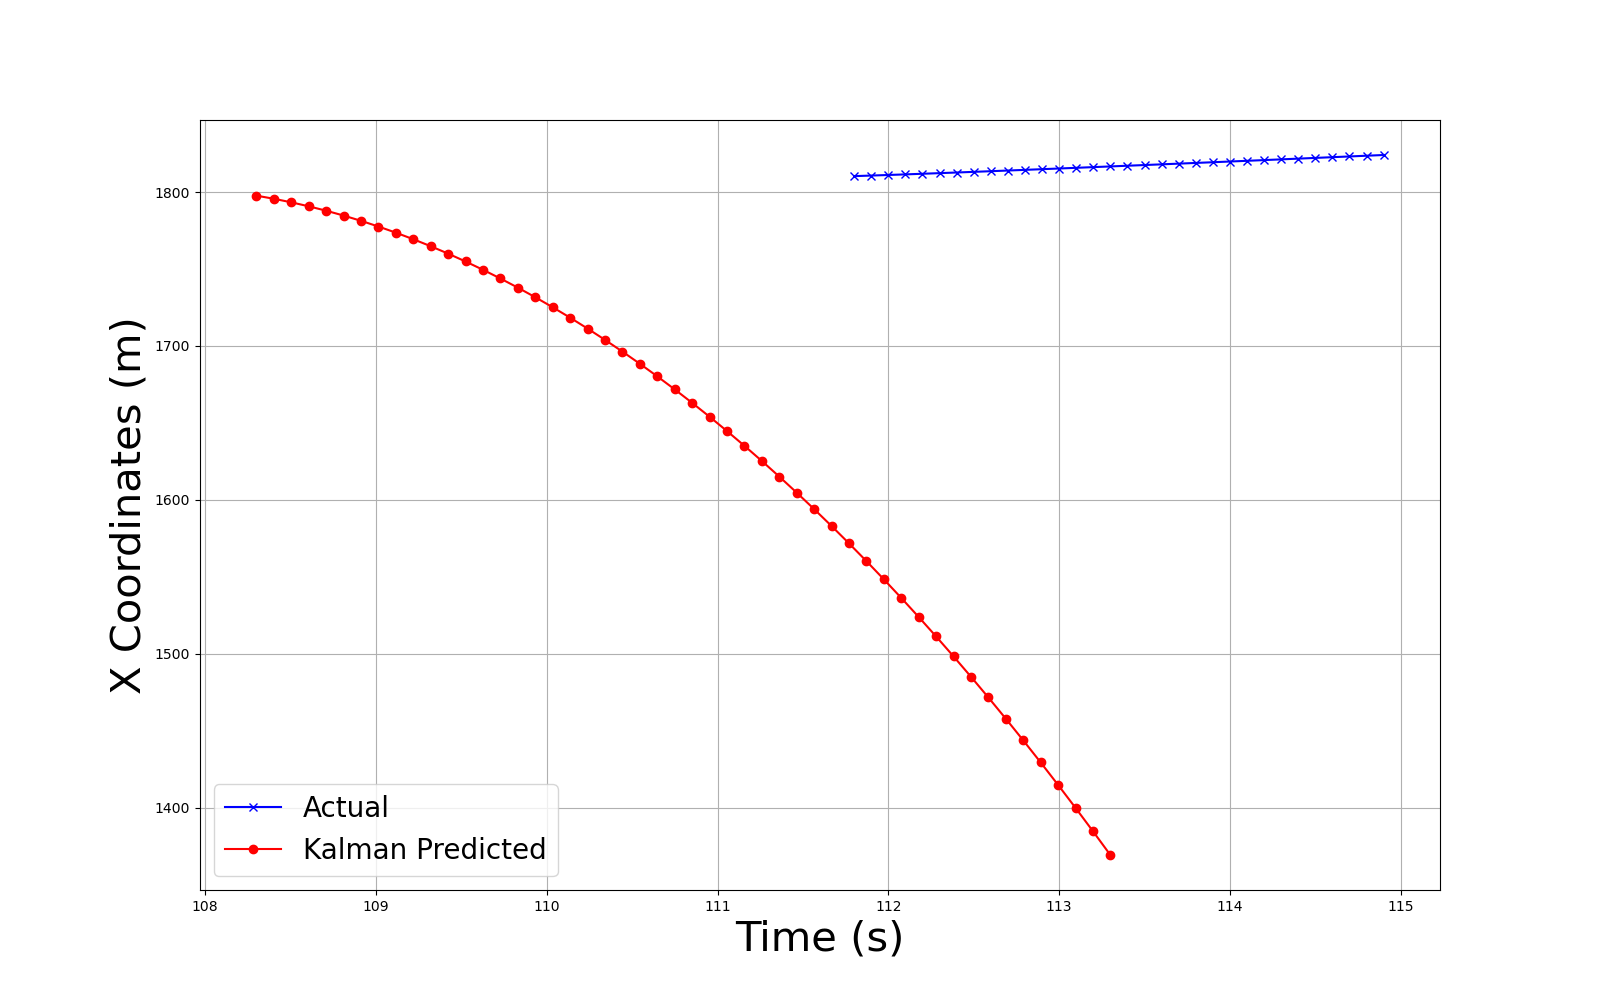 1800
1700
1600
1500
1400
X Coordinates (m)
Actual
Kalman Predicted
108 109 110 111 112 113 114 115
Time (s)